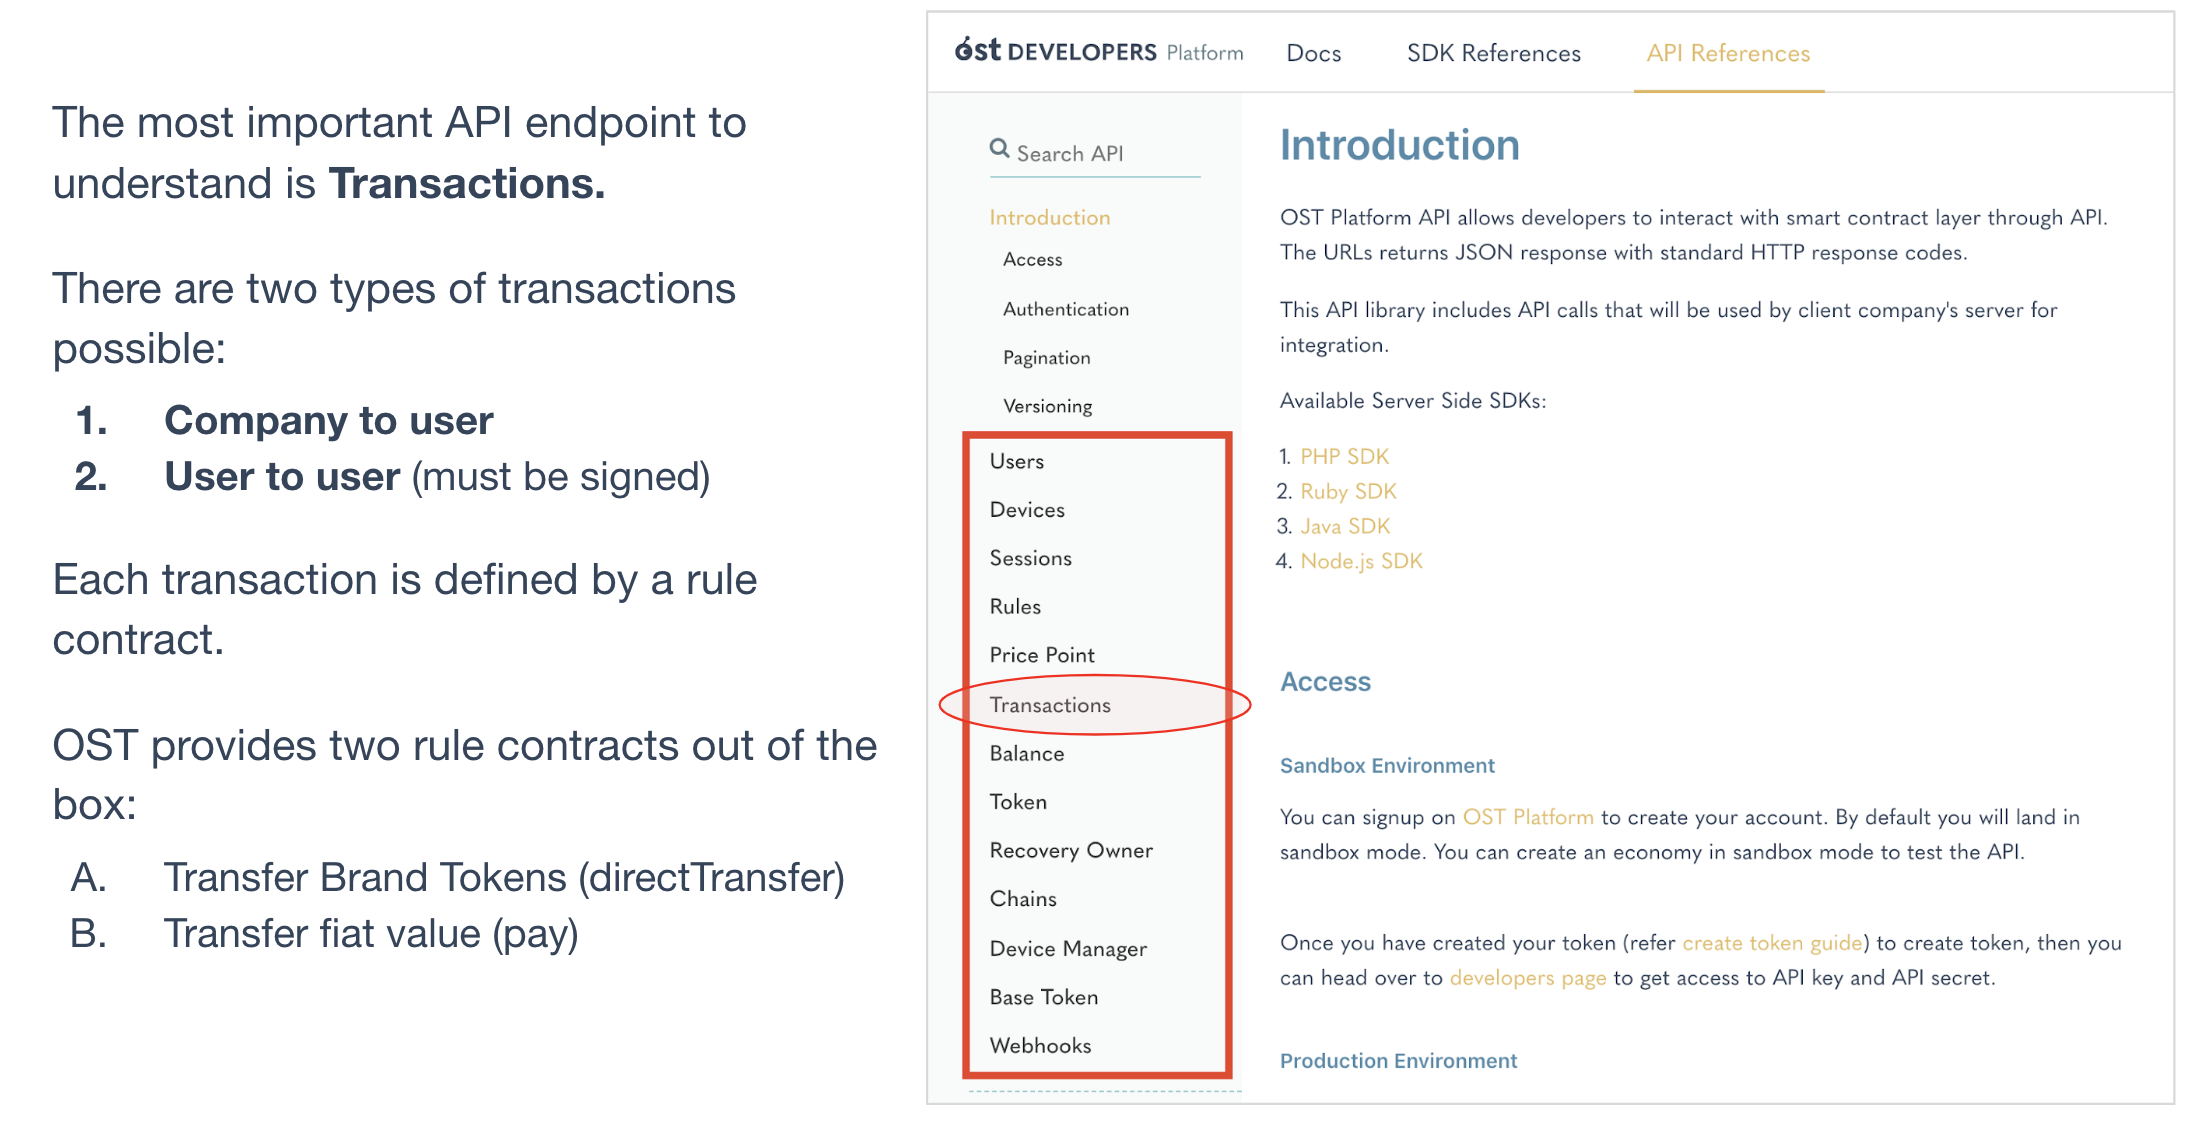 The most important API endpoint to
understand is Transactions.
There are two types of transactions
possible:
1. Company to user
2. User to user (must be signed)
Each transaction is defined by a rule
contract.
OST provides two rule contracts out of the
box:
A. Transfer Brand Tokens (directTransfer)
B. Transfer fiat value (pay)
ost DEVELOPERS Platform
Docs
SDK References
API References
Search API
Introduction
Access
Authentication
Pagination
Versioning
Users
Devices
Sessions
Rules
Price Point
Transactions
Balance
Token
Recovery Owner
Chains
Device Manager
Base Token
Webhooks
Introduction
OST Platform API allows developers to interact with smart contract layer through API.
The URLs returns JSON response with standard HTTP response codes.
This API library includes API calls that will be used by client company's server for
integration.
Available Server Side SDKs:
1. PHP SDK
2. Ruby SDK
3. Java SDK
4. Node.js SDK
Access
Sandbox Environment
You can signup on OST Platform to create your account. By default you will land in
sandbox mode. You can create an economy in sandbox mode to test the API.
Once you have created your token (refer create token guide) to create token, then you
can head over to developers page to get access to API key and API secret.
Production Environment